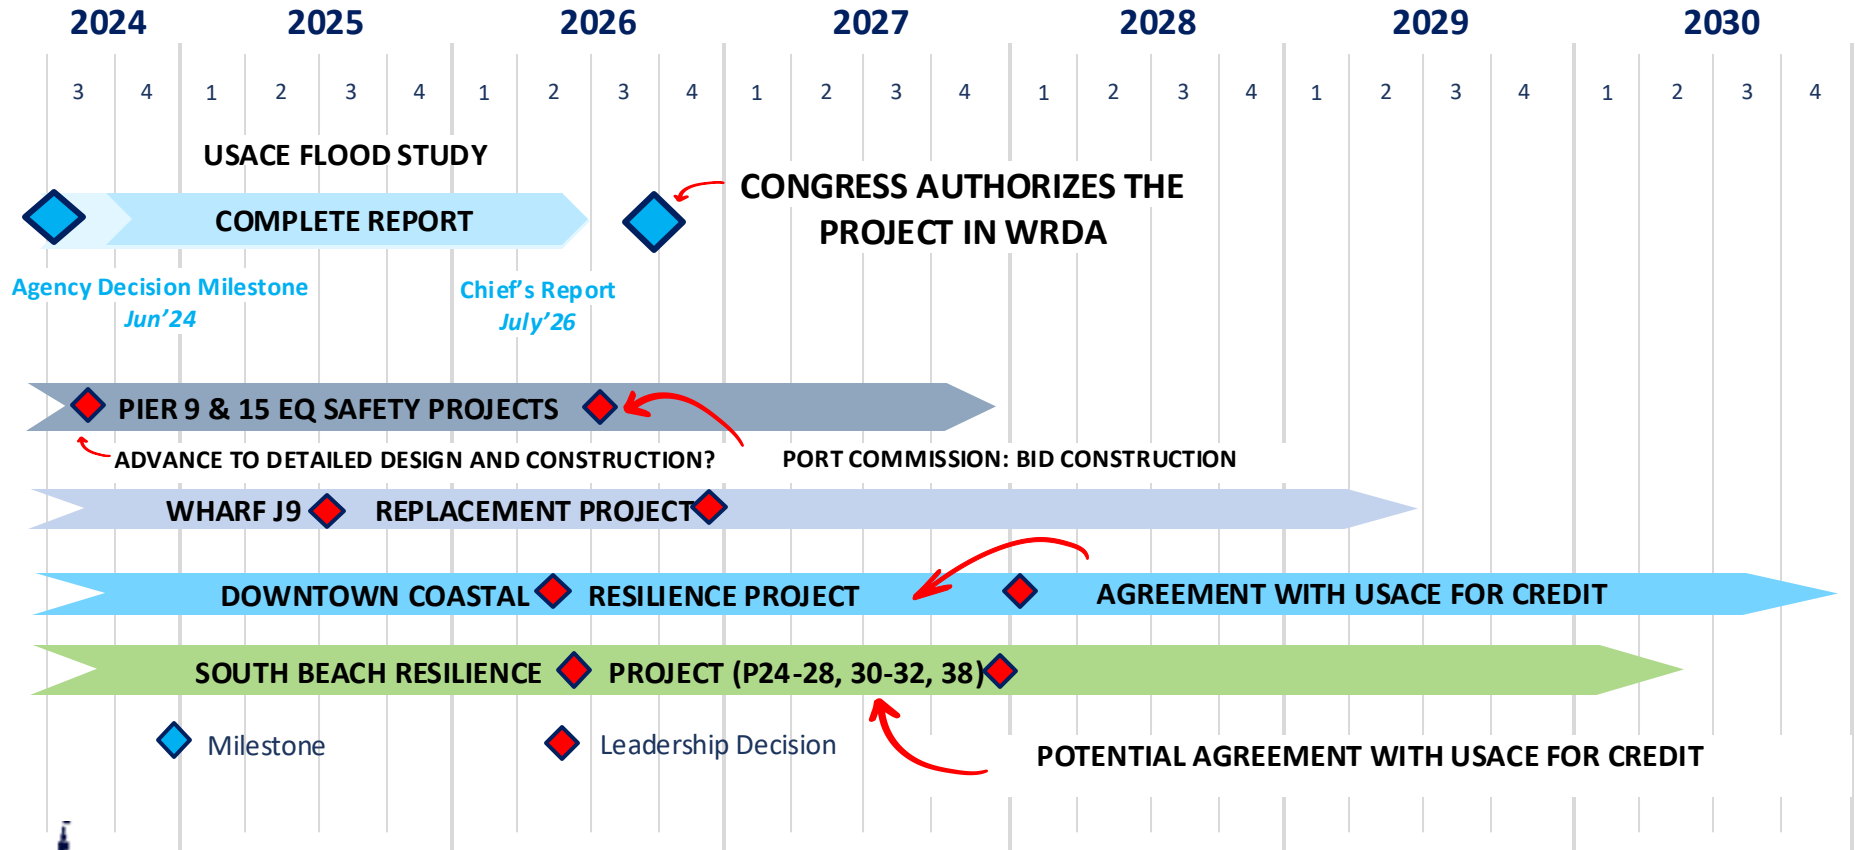 2024 2025 2026 2027 2028 2029 2030
3 4 1 2 3 4 1 2 3 4 1 2 3 4 1 2 3 4 1 2 3 4 1 2 3 4
USACE FLOOD STUDY
COMPLETE REPORT
CONGRESS AUTHORIZES THE
PROJECT IN WRDA
Agency Decision Milestone
Jun'24
Chief's Report
July'26
PIER 9 & 15 EQ SAFETY PROJECTS
ADVANCE TO DETAILED DESIGN AND CONSTRUCTION?
PORT COMMISSION: BID CONSTRUCTION
WHARF J9 REPLACEMENT PROJECT
DOWNTOWN COASTAL RESILIENCE PROJECT
AGREEMENT WITH USACE FOR CREDIT
SOUTH BEACH RESILIENCE PROJECT (P24-28, 30-32, 38)
Milestone
Leadership Decision
POTENTIAL AGREEMENT WITH USACE FOR CREDIT